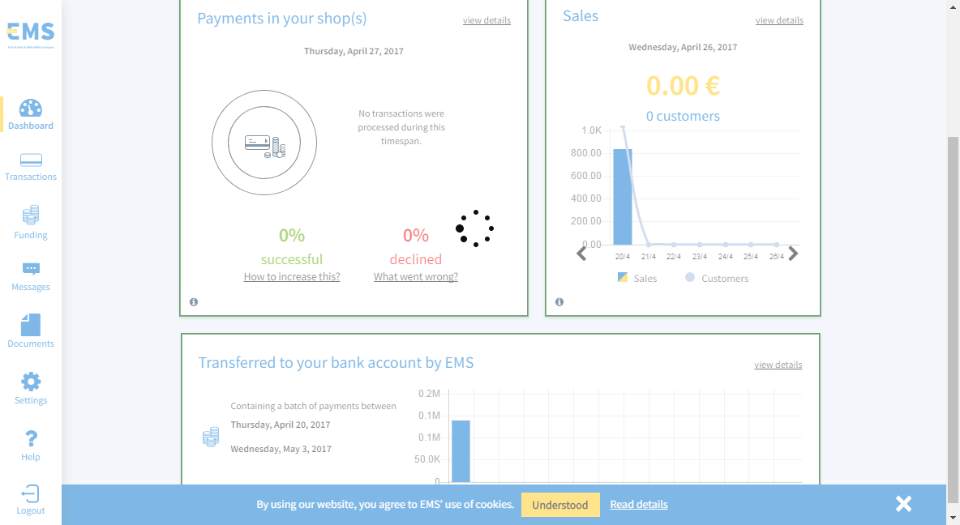 EMS
Dashboard
Transactions
Funding
Messages
Documents
Settings
Help
Logout
Payments in your shop(s)
view details
Thursday, April 27, 2017
No transactions were
processed during this
timespan.
0%
successful
How to increase this?
0%
declined
What went wrong?
Sales
view details
Wednesday, April 26, 2017
0.00 €
0 customers
1.0K
800.00
600.00
400.00
200.00
0.00
20/4 21/4 22/4 23/4 24/4 25/4 26/4
Sales Customers
Transferred to your bank account by EMS
view details
Containing a batch of payments between
Thursday, April 20, 2017
Wednesday, May 3, 2017
0.2M
0.1M
0.1M
50.0K
0
By using our website, you agree to EMS' use of cookies. Understood Read details